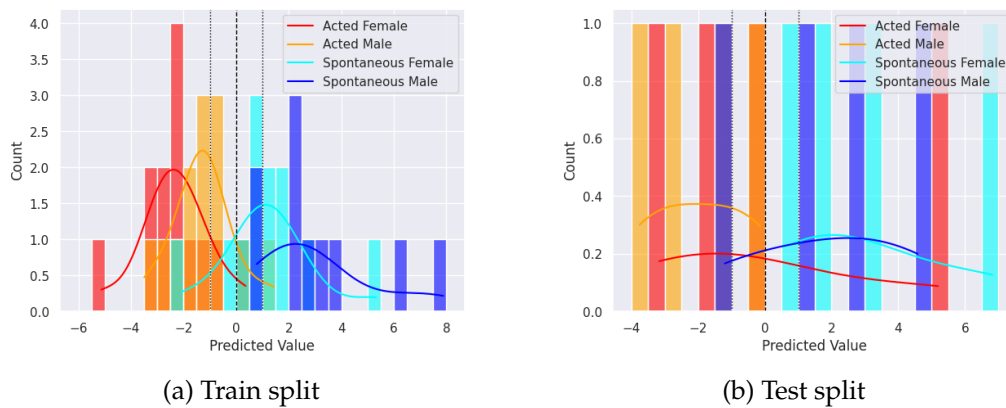 Acted Female
Acted Male
Spontaneous Female
Spontaneous Male
4.0
3.5
3.0
2.5
2.0
1.5
1.0
0.5
0.0
Count
−6 −4 −2 0 2 4 6 8
Predicted Value
(a) Train split
Acted Female
Acted Male
Spontaneous Female
Spontaneous Male
1.0
0.8
0.6
0.4
0.2
0.0
Count
−4 −2 0 2 4 6
Predicted Value
(b) Test split